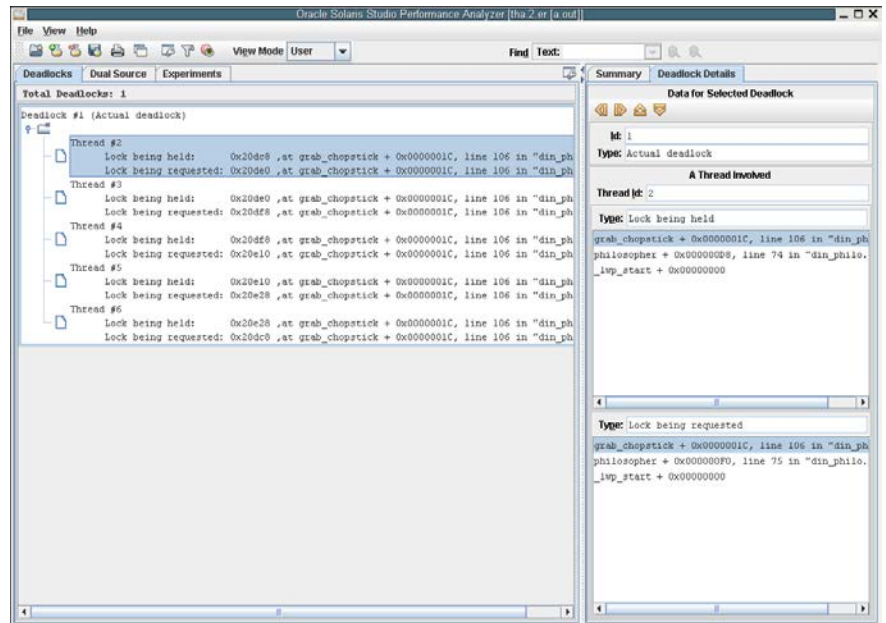 Oracle Solaris Studio Performance Analyzer [tha.2.er [a.out]]
File View Help
View Mode User
Find Text:
Deadlocks Dual Source Experiments
Total Deadlocks: 1
Deadlock #1 (Actual deadlock)
Thread #2
Lock being held: 0x20dc8 ,at grab_chopstick + 0x0000001C, line 106 in "din_ph
Lock being requested: 0x20de0 ,at grab_chopstick + 0x0000001C, line 106 in "din_ph
Thread #3
Lock being held: 0x20de0 ,at grab_chopstick + 0x0000001C, line 106 in "din_ph
Lock being requested: 0x20df8 ,at grab_chopstick + 0x0000001C, line 106 in "din_ph
Thread #4
Lock being held: 0x20df8 ,at grab_chopstick + 0x0000001C, line 106 in "din_ph
Lock being requested: 0x20e10 ,at grab_chopstick + 0x0000001C, line 106 in "din_ph
Thread #5
Lock being held: 0x20e10 ,at grab_chopstick + 0x0000001C, line 106 in "din_ph
Lock being requested: 0x20e28 ,at grab_chopstick + 0x0000001C, line 106 in "din_ph
Thread #6
Lock being held: 0x20e28 ,at grab_chopstick + 0x0000001C, line 106 in "din_ph
Lock being requested: 0x20dc8 ,at grab_chopstick + 0x0000001C, line 106 in "din_ph
Summary Deadlock Details
Data for Selected Deadlock
Id: 1
Type: Actual deadlock
A Thread Involved
Thread Id: 2
Type: Lock being held
grab_chopstick + 0x0000001C, line 106 in "din_ph
philosopher + 0x000000D8, line 74 in "din_philo.
_lwp_start + 0x00000000
Type: Lock being requested
grab_chopstick + 0x0000001C, line 106 in "din_ph
philosopher + 0x000000F0, line 75 in "din_philo.
_lwp_start + 0x00000000